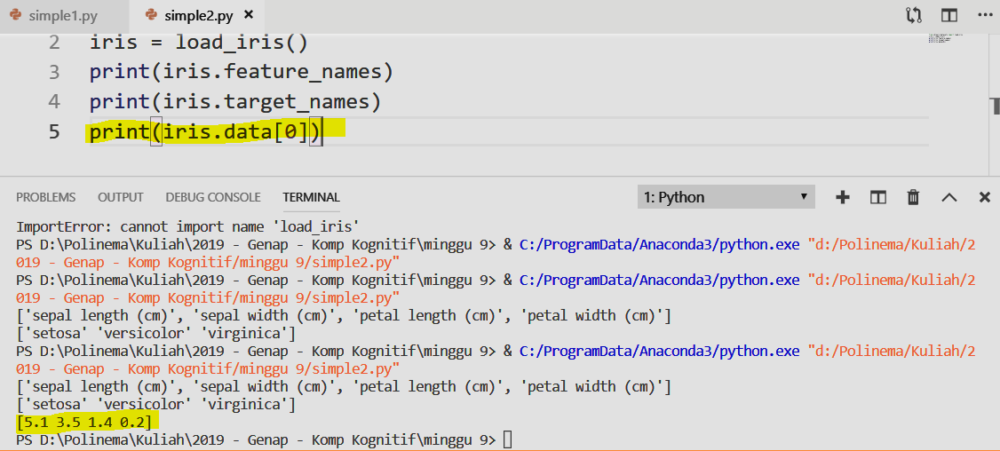 simple1.py simple2.py
2 iris = load_iris()
3 print(iris.feature_names)
4 print(iris.target_names)
5 print(iris.data[0])
PROBLEMS OUTPUT DEBUG CONSOLE TERMINAL 1: Python
ImportError: cannot import name 'load_iris'
PS D:\Polinema\Kuliah\2019 - Genap - Komp Kognitif\minggu 9> & C:/ProgramData/Anaconda3/python.exe "d:/Polinema/Kuliah/2
019 - Genap - Komp Kognitif/minggu 9/simple2.py"
PS D:\Polinema\Kuliah\2019 - Genap - Komp Kognitif\minggu 9> & C:/ProgramData/Anaconda3/python.exe "d:/Polinema/Kuliah/2
019 - Genap - Komp Kognitif/minggu 9/simple2.py"
['sepal length (cm)', 'sepal width (cm)', 'petal length (cm)', 'petal width (cm)']
['setosa' 'versicolor' 'virginica']
PS D:\Polinema\Kuliah\2019 - Genap - Komp Kognitif\minggu 9> & C:/ProgramData/Anaconda3/python.exe "d:/Polinema/Kuliah/2
019 - Genap - Komp Kognitif/minggu 9/simple2.py"
['sepal length (cm)', 'sepal width (cm)', 'petal length (cm)', 'petal width (cm)']
['setosa' 'versicolor' 'virginica']
[5.1 3.5 1.4 0.2]
PS D:\Polinema\Kuliah\2019 - Genap - Komp Kognitif\minggu 9>